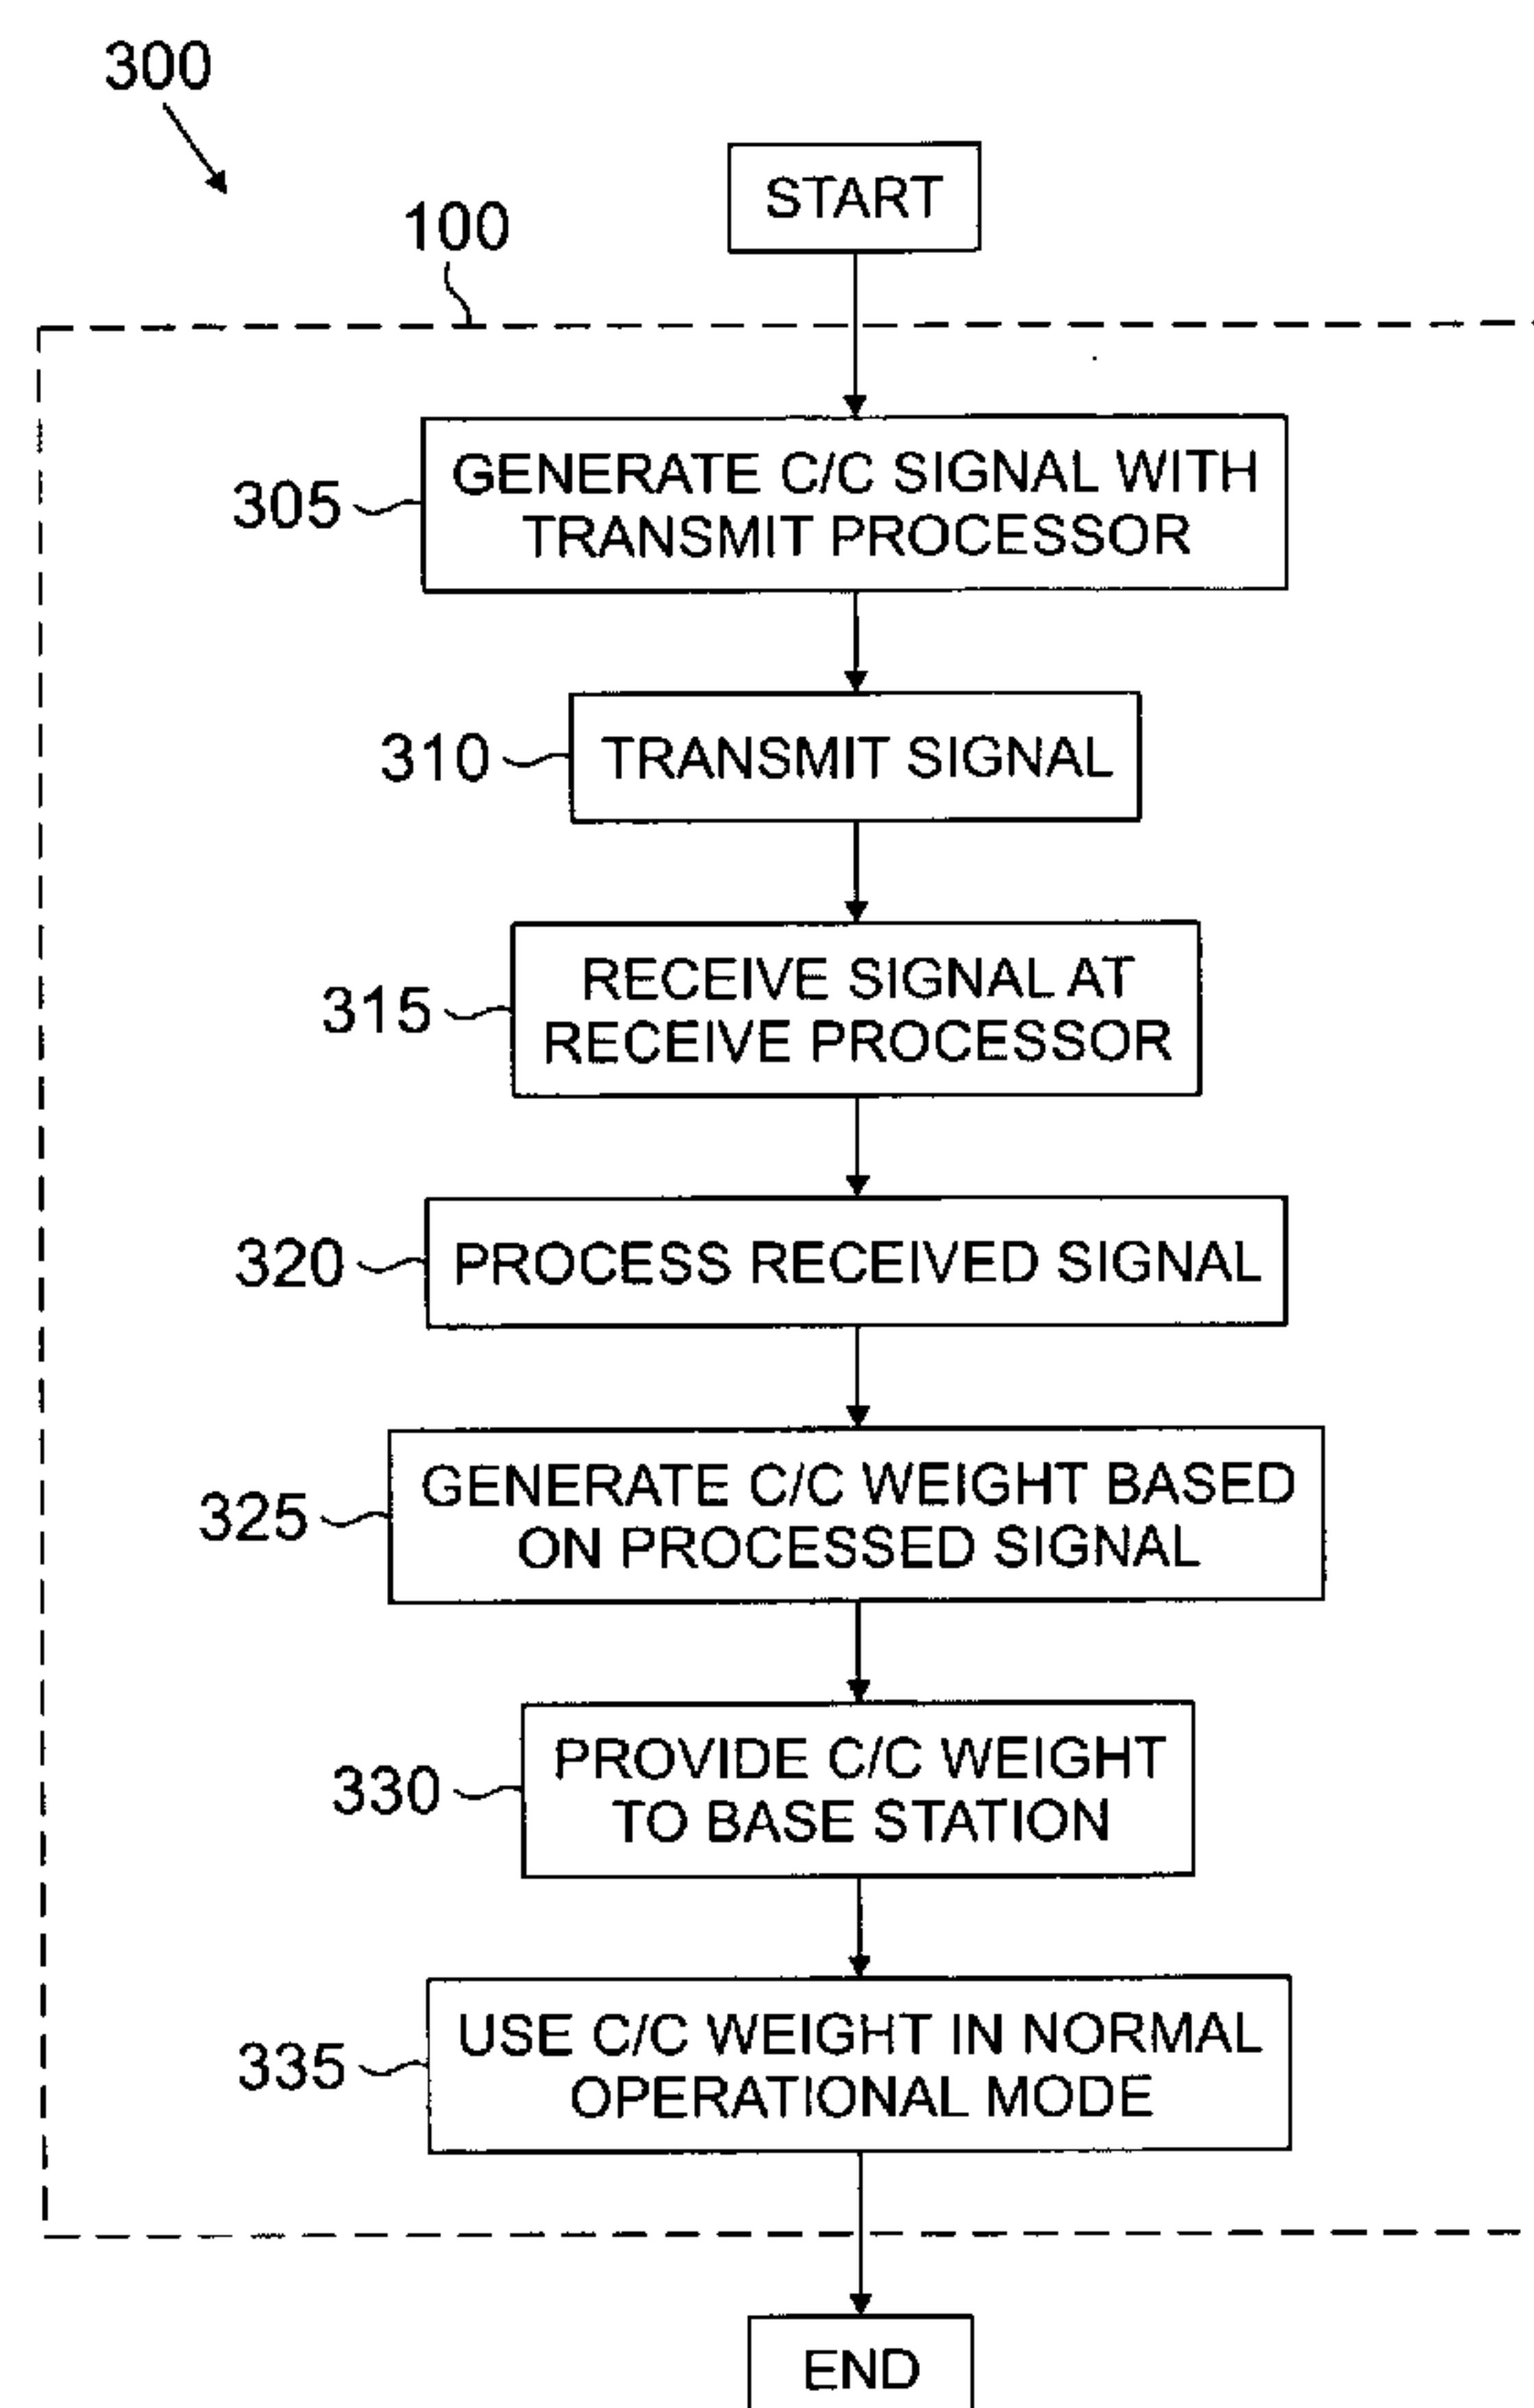 300
START
100
305
GENERATE C/C SIGNAL WITH
TRANSMIT PROCESSOR
310
TRANSMIT SIGNAL
315
RECEIVE SIGNAL AT
RECEIVE PROCESSOR
320
PROCESS RECEIVED SIGNAL
325
GENERATE C/C WEIGHT BASED
ON PROCESSED SIGNAL
330
PROVIDE C/C WEIGHT
TO BASE STATION
335
USE C/C WEIGHT IN NORMAL
OPERATIONAL MODE
END